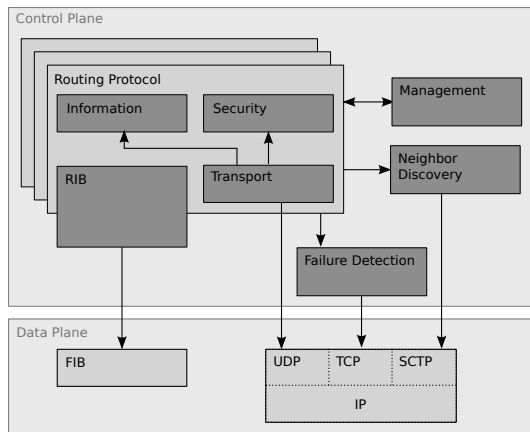 Control Plane
Routing Protocol
Information
Security
Management
RIB
Transport
Neighbor
Discovery
Failure Detection
Data Plane
FIB
UDP
TCP
SCTP
IP